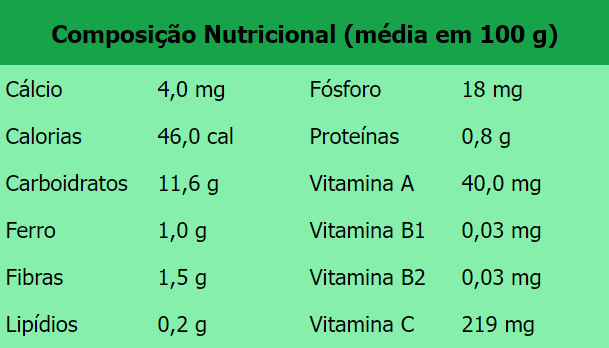 Composição Nutricional (média em 100 g)
Cálcio 4,0 mg Fósforo 18 mg
Calorias 46,0 cal Proteínas 0,8 g
Carboidratos 11,6 g Vitamina A 40,0 mg
Ferro 1,0 g Vitamina B1 0,03 mg
Fibras 1,5 g Vitamina B2 0,03 mg
Lipídios 0,2 g Vitamina C 219 mg